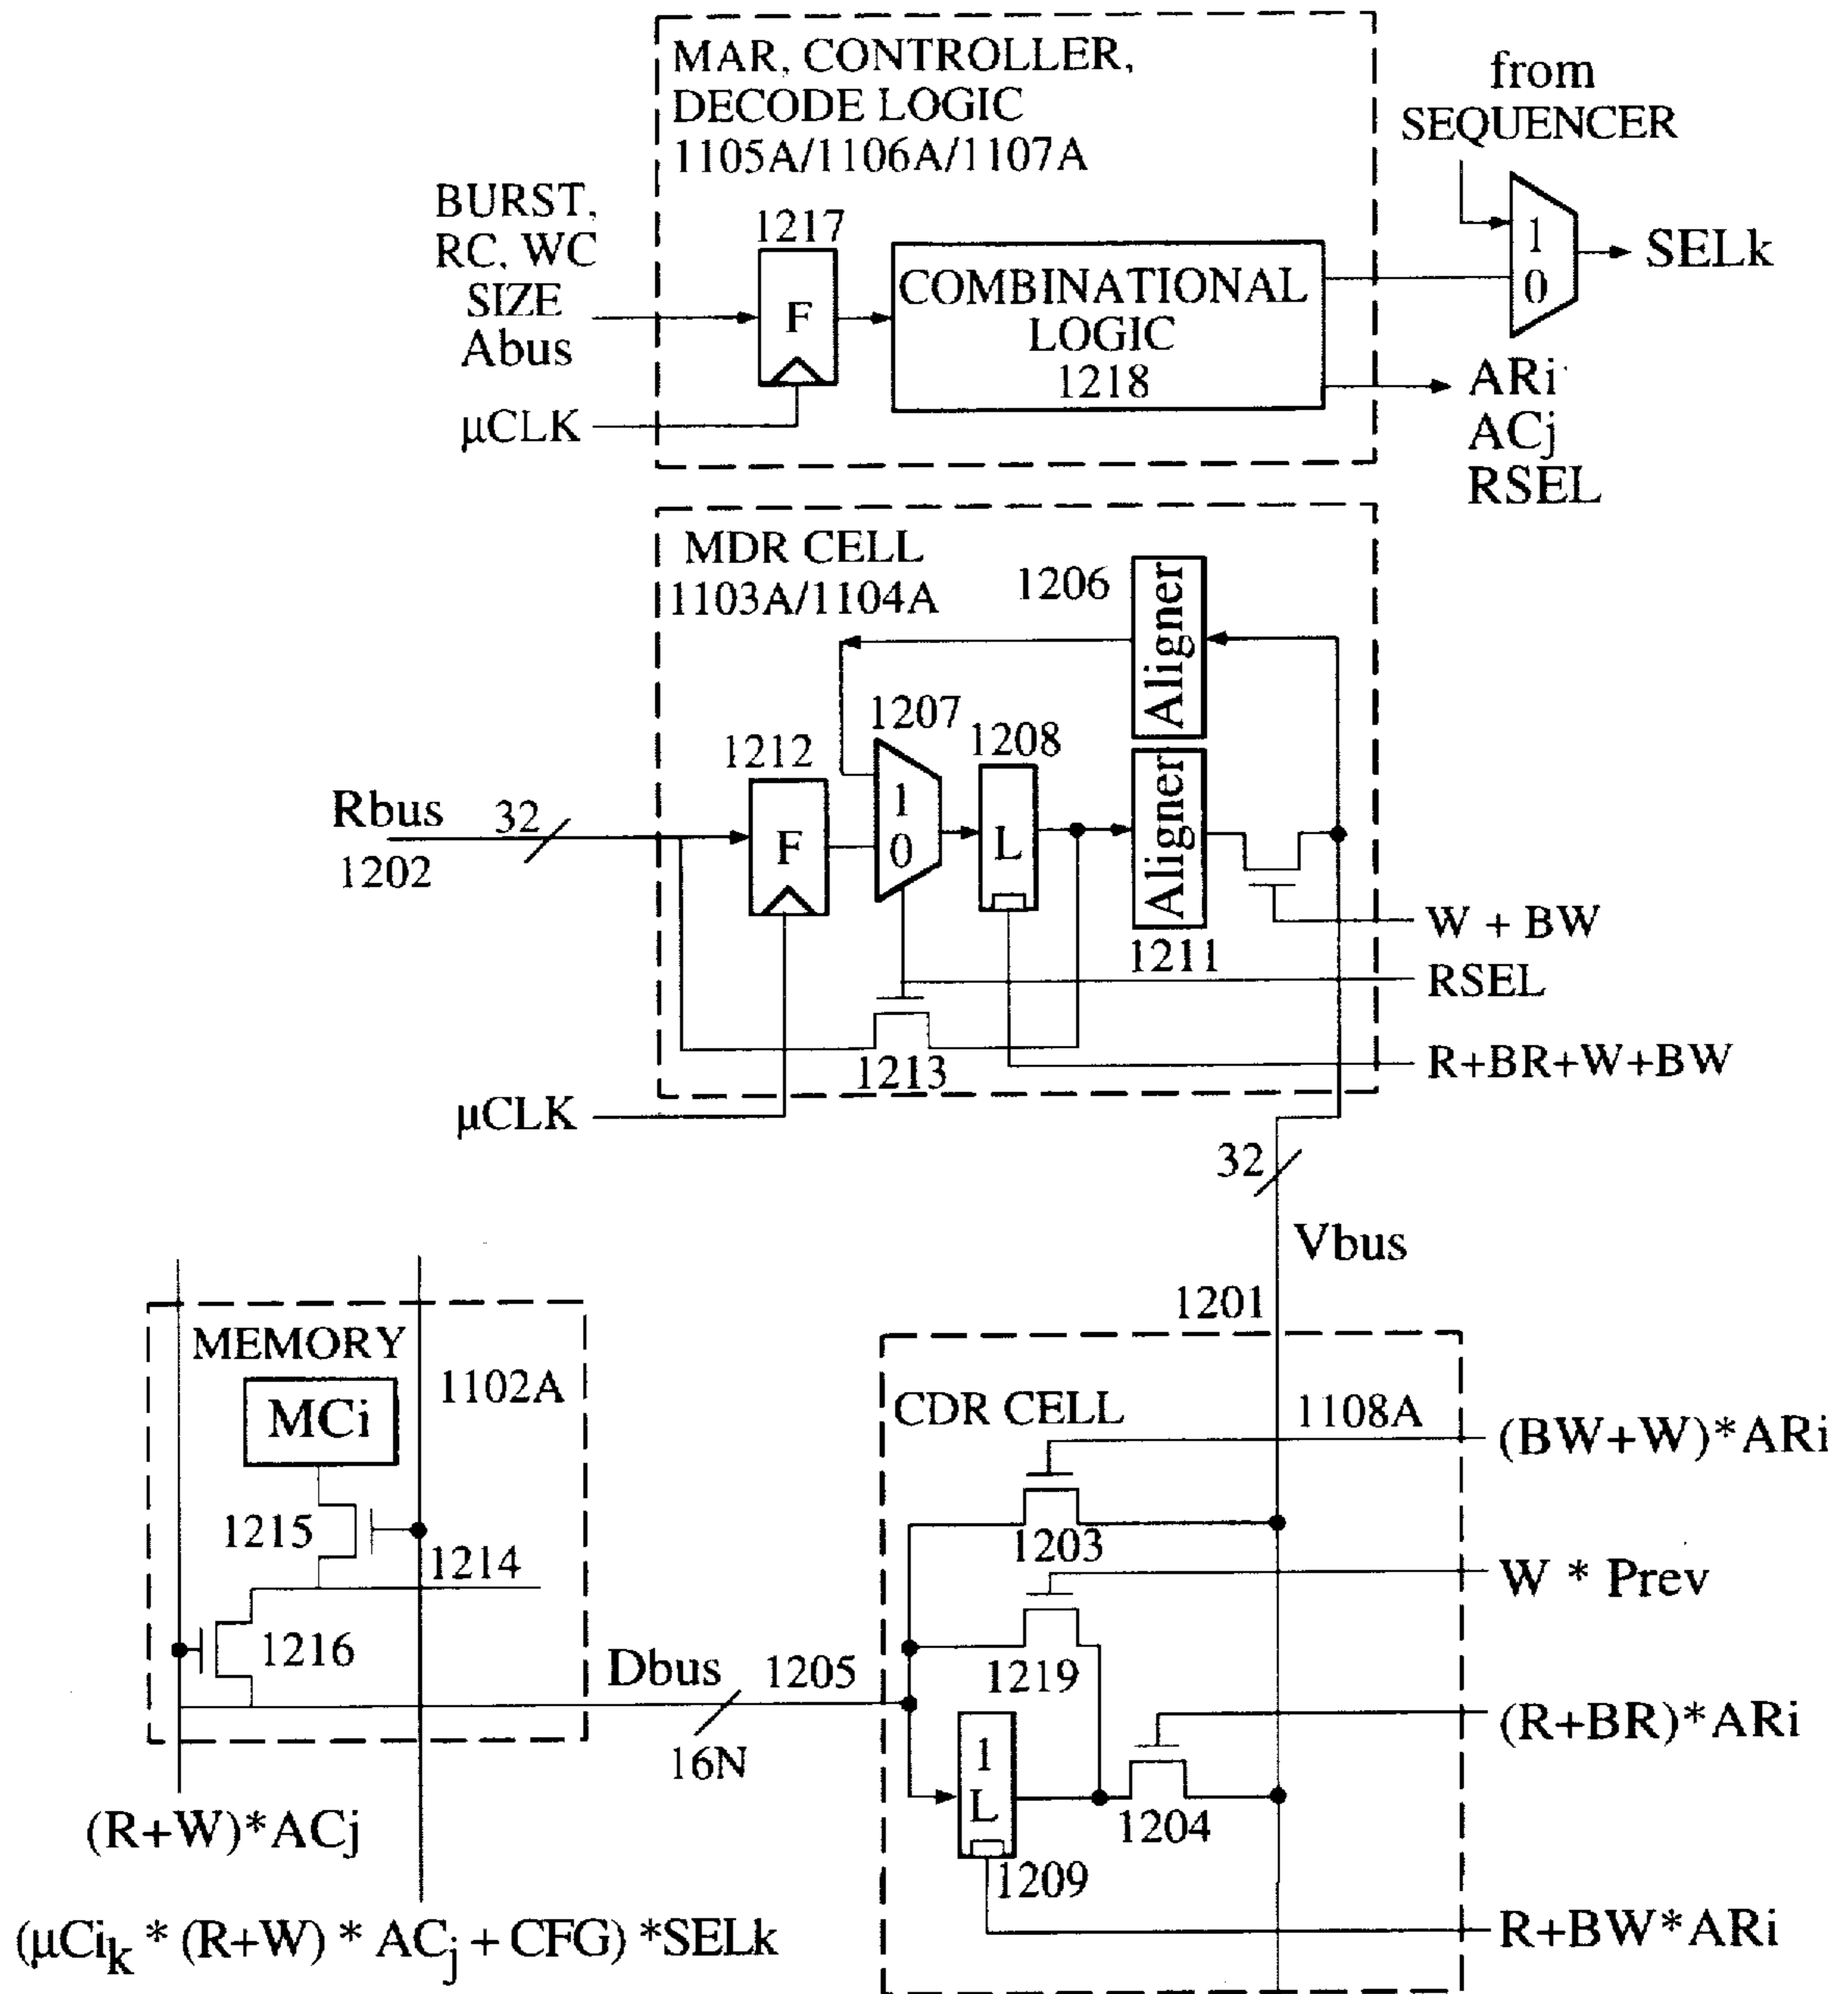 MAR, CONTROLLER,
DECODE LOGIC
1105A/1106A/1107A
from
SEQUENCER
BURST,
RC, WC
SIZE
Abus
1217
F
COMBINATIONAL
LOGIC
1218
1
0
SELk
µCLK
ARi
ACj
RSEL
MDR CELL
1103A/1104A
1206
Aligner
1207
1208
1212
Rbus
32
1202
F
1
0
L
Aligner
1211
W + BW
RSEL
1213
R+BR+W+BW
µCLK
32
Vbus
1201
MEMORY
1102A
MCi
1215
1214
1216
Dbus
1205
16N
(R+W)*ACj
(µCik * (R+W) * ACj + CFG) *SELk
CDR CELL
1108A
(BW+W)*ARi
1203
W * Prev
1219
(R+BR)*ARi
1
L
1204
1209
R+BW*ARi